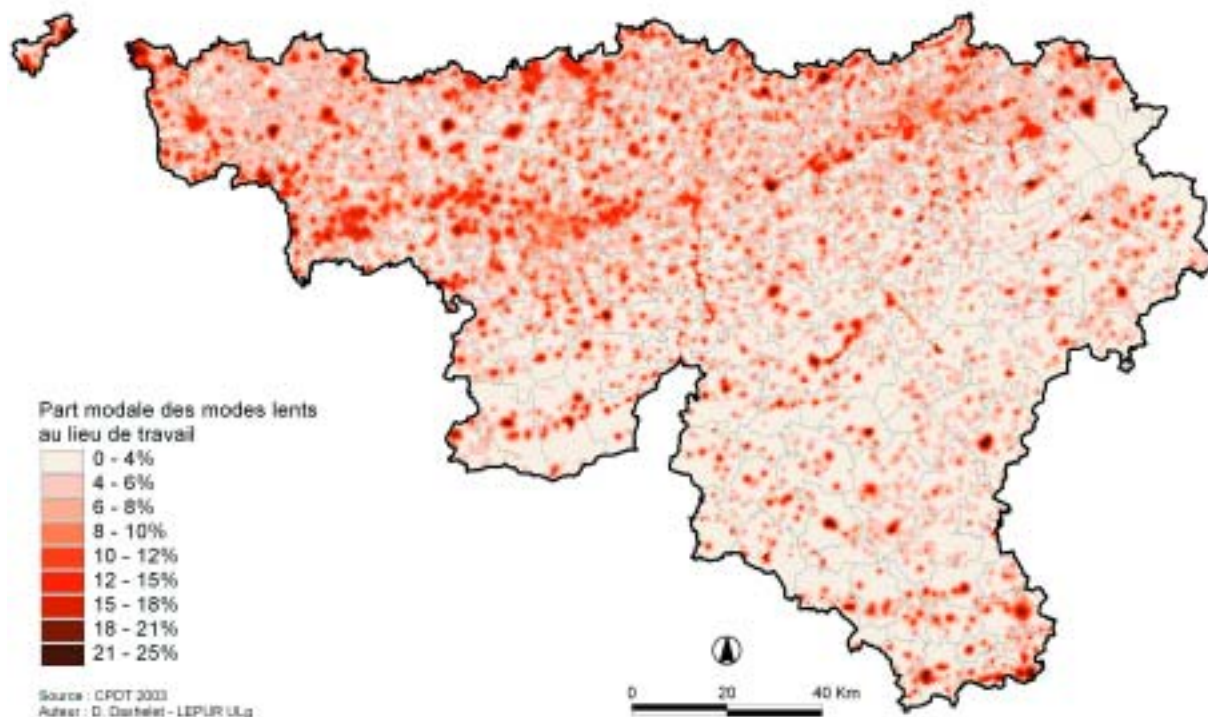 Part modale des modes lents
au lieu de travail
0 - 4%
4 - 6%
6 - 8%
8 - 10%
10 - 12%
12 - 15%
15 - 18%
18 - 21%
21 - 25%
Source : CPDT 2003
Auteur : D. - LEPUR ULg
0 20 40 Km